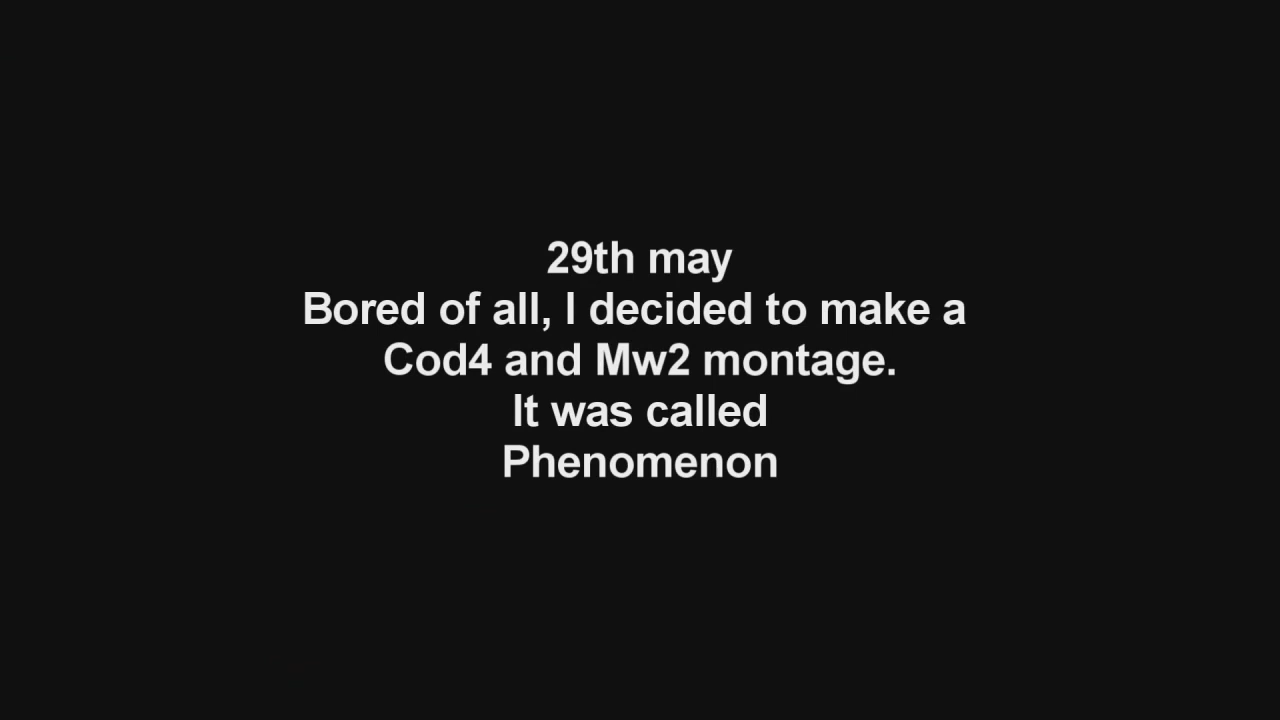 29th may
Bored of all, I decided to make a
Cod4 and Mw2 montage.
It was called
Phenomenon